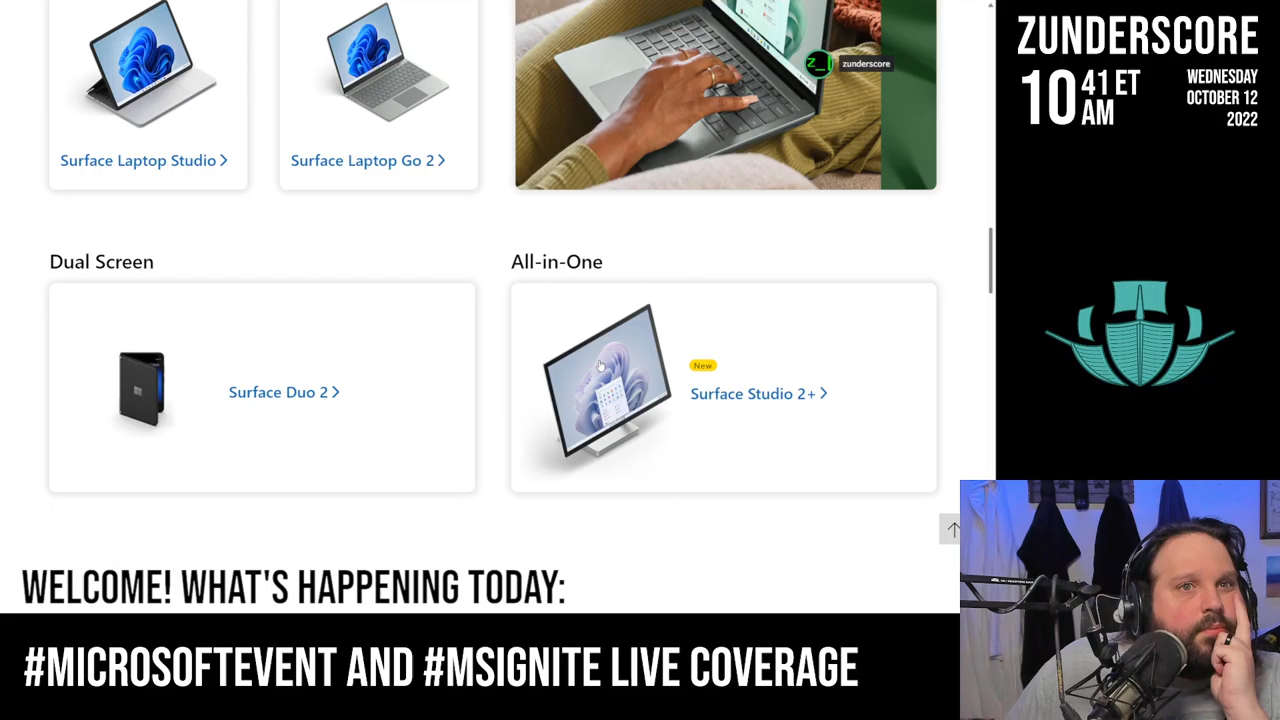 Surface Laptop Studio
Surface Laptop Go 2
z_
zunderscore
Dual Screen
All-in-One
Surface Duo 2
New
Surface Studio 2+
WELCOME! WHAT'S HAPPENING TODAY:
#MICROSOFTEVENT AND #MSIGNITE LIVE COVERAGE
ZUNDERSCORE
10 41 ET
AM
WEDNESDAY
OCTOBER 12
2022